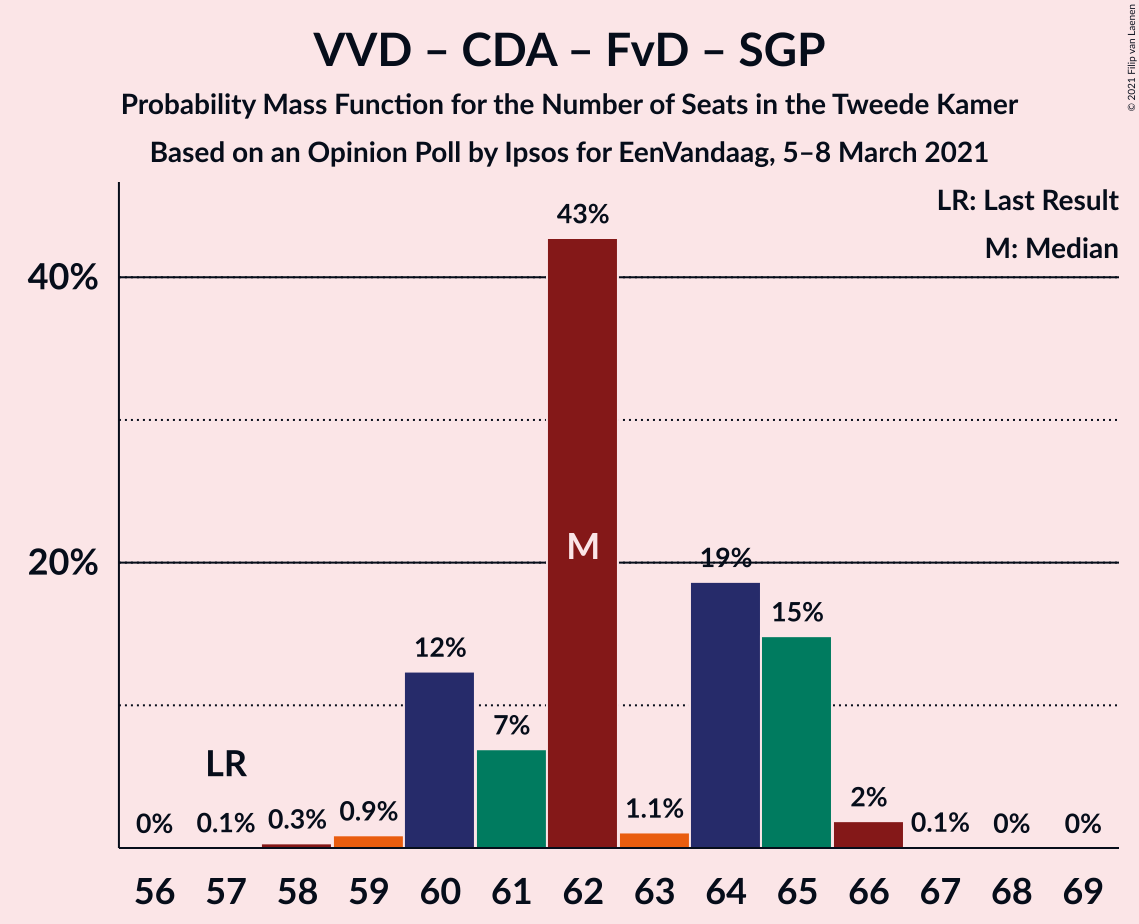 VVD – CDA – FvD – SGP
Probability Mass Function for the Number of Seats in the Tweede Kamer
Based on an Opinion Poll by Ipsos for EenVandaag, 5–8 March 2021
© 2021 Filip van Laenen
LR: Last Result
M: Median
43%
40%
M
20%
19%
15%
12%
7%
LR
0% 0.1% 0.3% 0.9% 1.1% 2% 0.1% 0% 0%
56 57 58 59 60 61 62 63 64 65 66 67 68 69